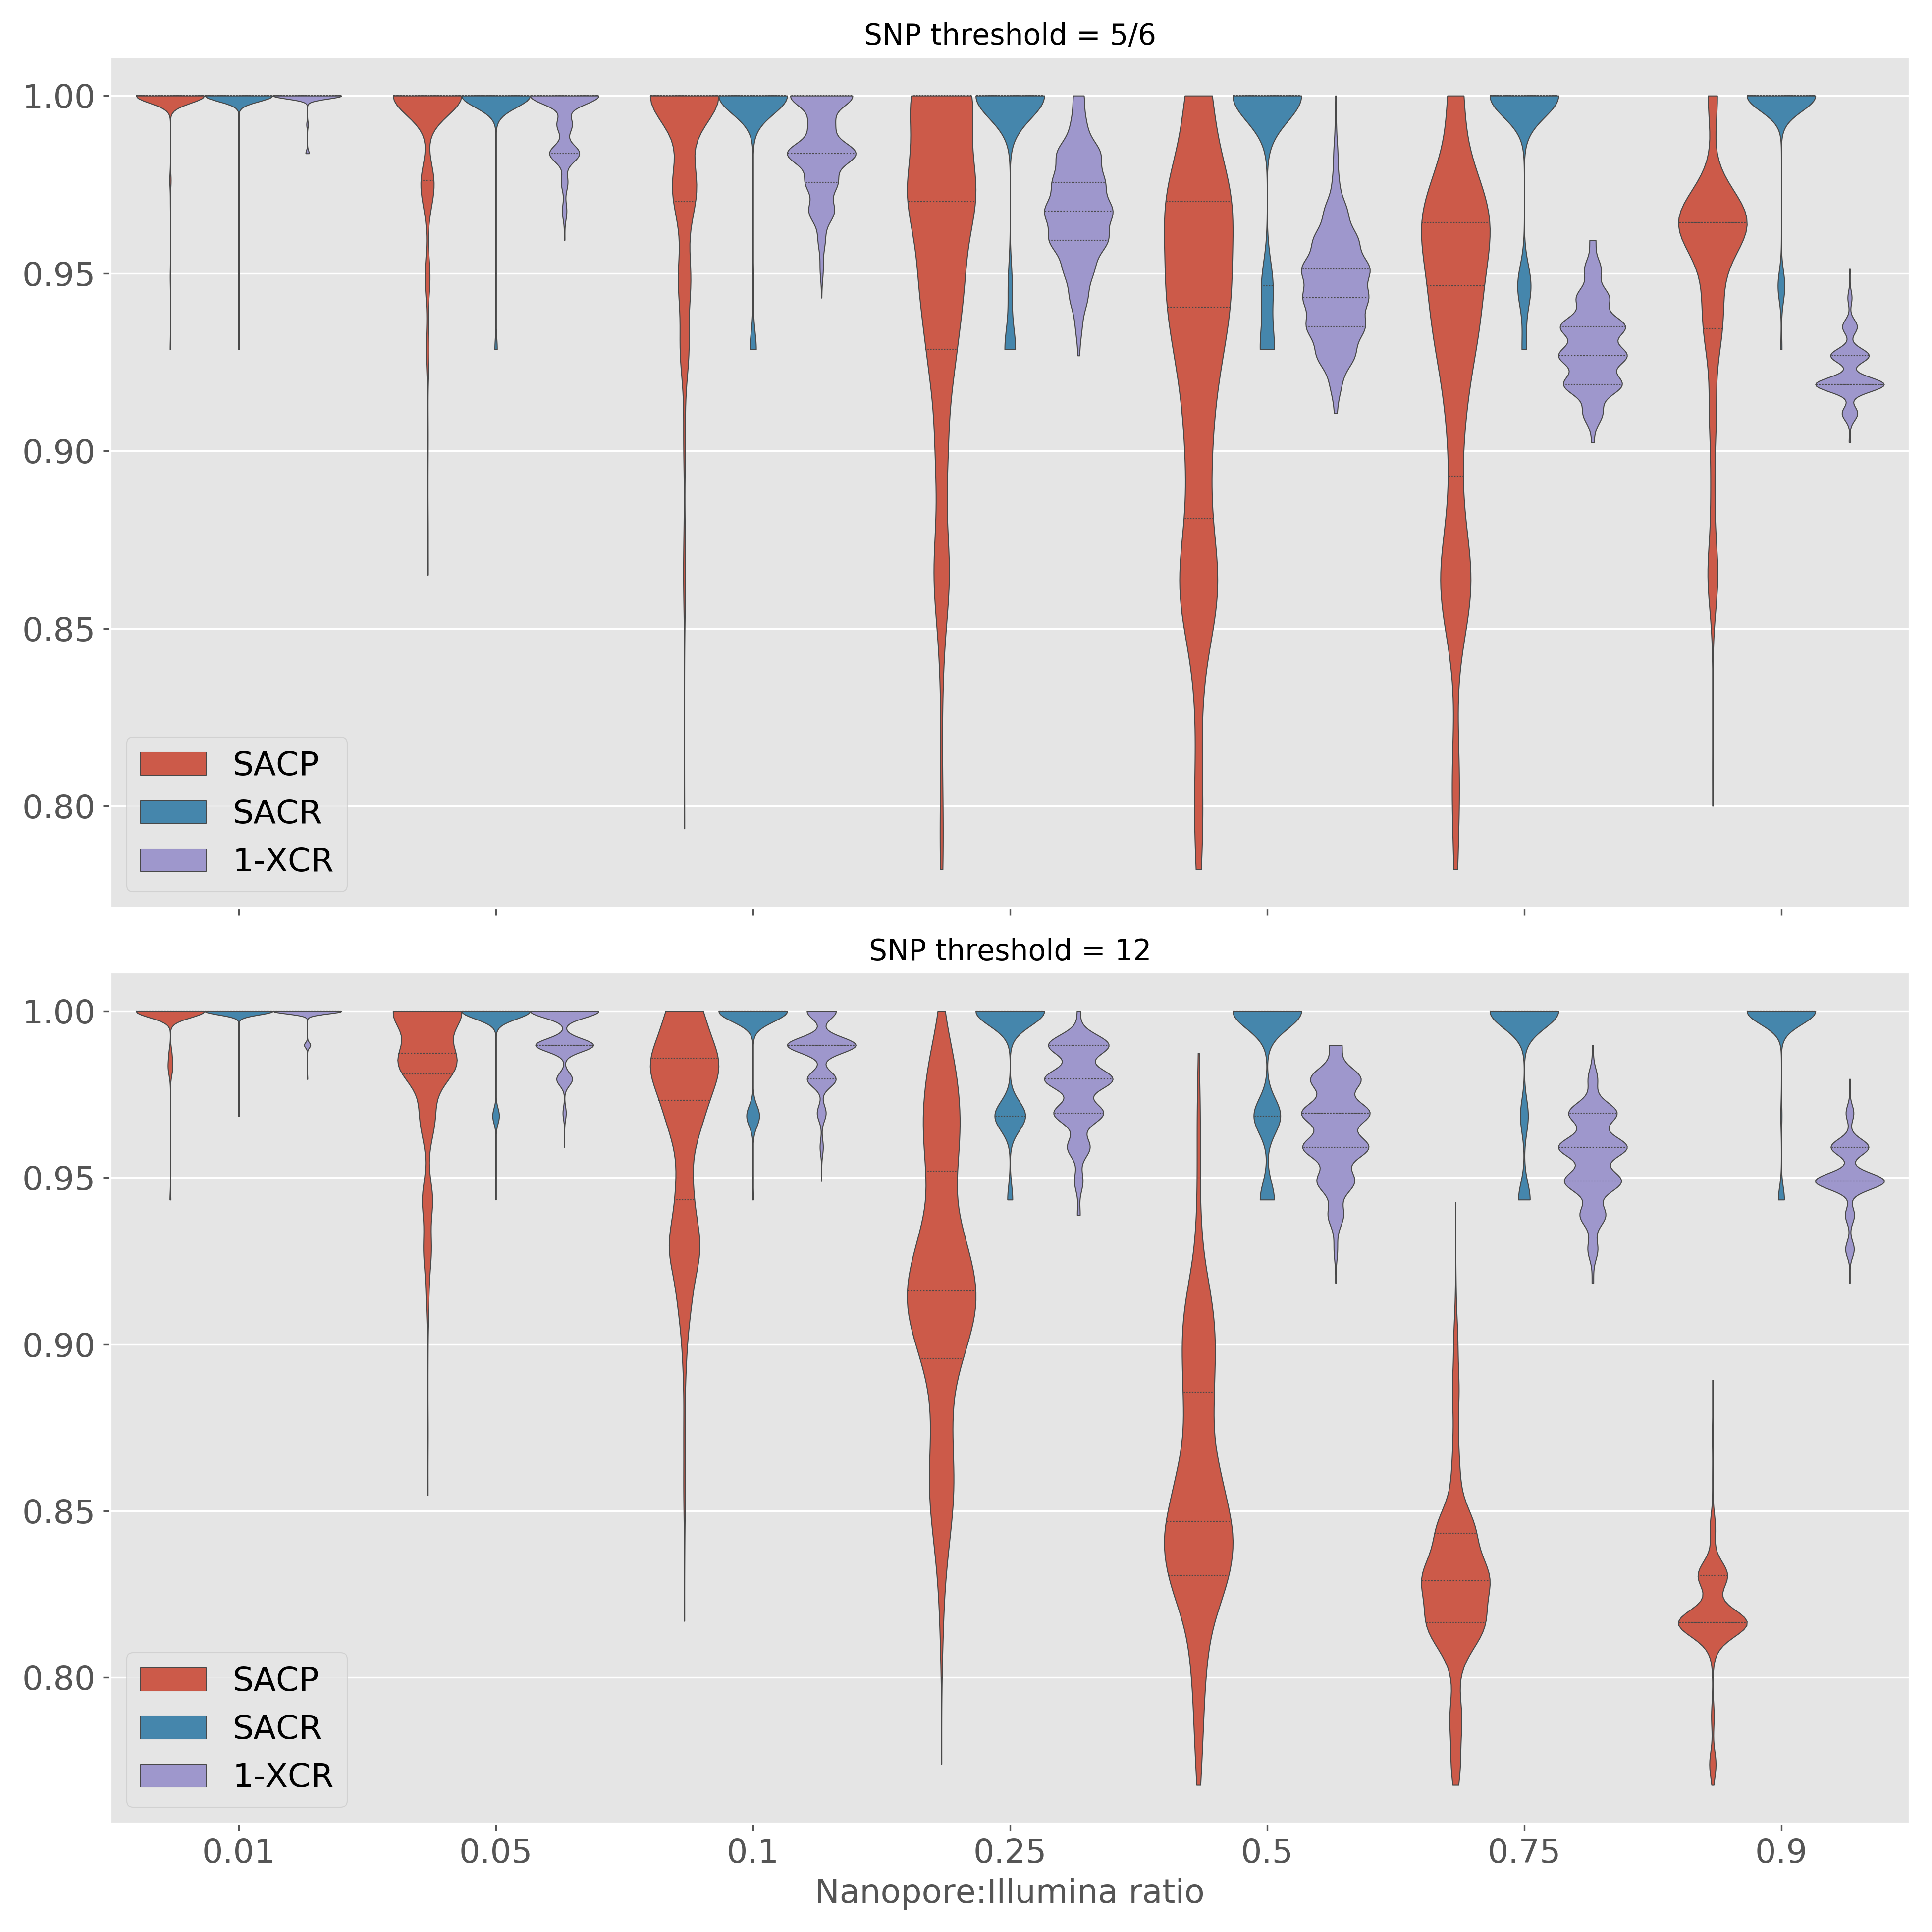 SNP threshold = 5/6
1.00
0.95
0.90
0.85
0.80
SACP
SACR
1-XCR
SNP threshold = 12
1.00
0.95
0.90
0.85
0.80
SACP
SACR
1-XCR
0.01 0.05 0.1 0.25 0.5 0.75 0.9
Nanopore:Illumina ratio